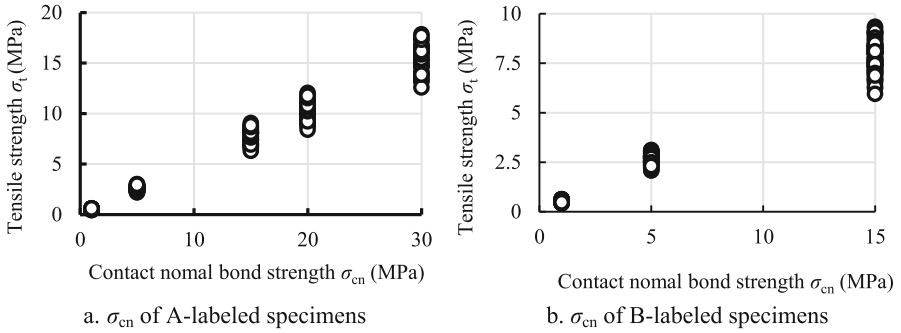 20
15
10
5
0
Tensile strength σt (MPa)
0 10 20 30
Contact nomal bond strength σcn (MPa)
a. σcn of A-labeled specimens
10
7.5
5
2.5
0
Tensile strength σt (MPa)
0 5 10 15
Contact nomal bond strength σcn (MPa)
b. σcn of B-labeled specimens